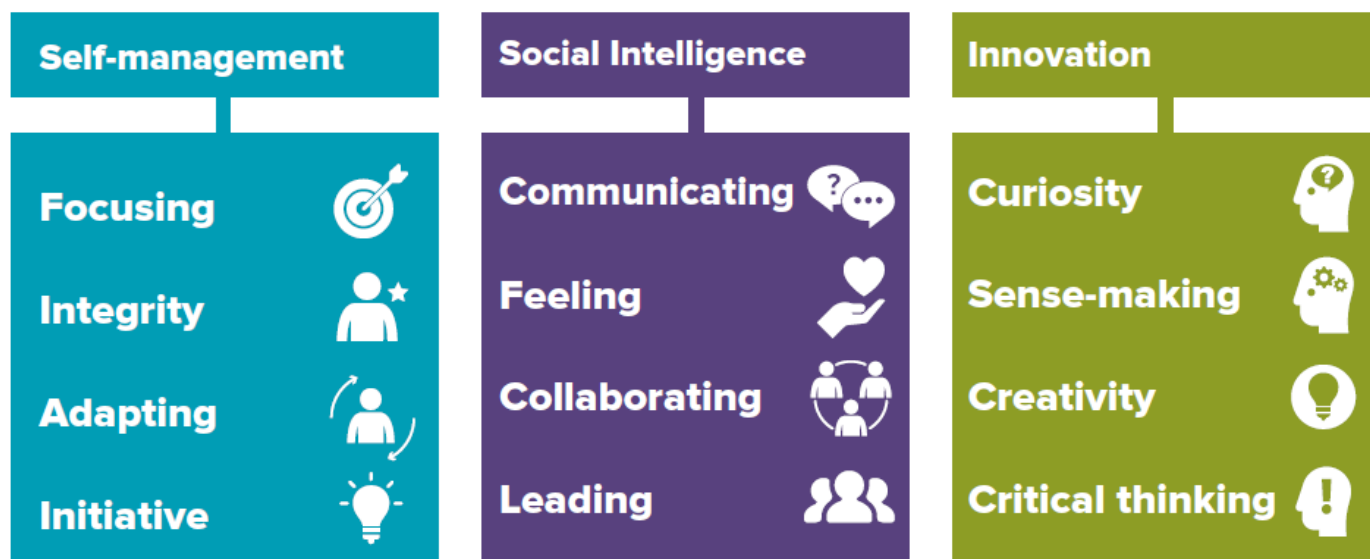 Self-management
Focusing
Integrity
Adapting
Initiative
Social Intelligence
Communicating
?
Feeling
Collaborating
Leading
Innovation
Curiosity
?
Sense-making
Creativity
Critical thinking
!